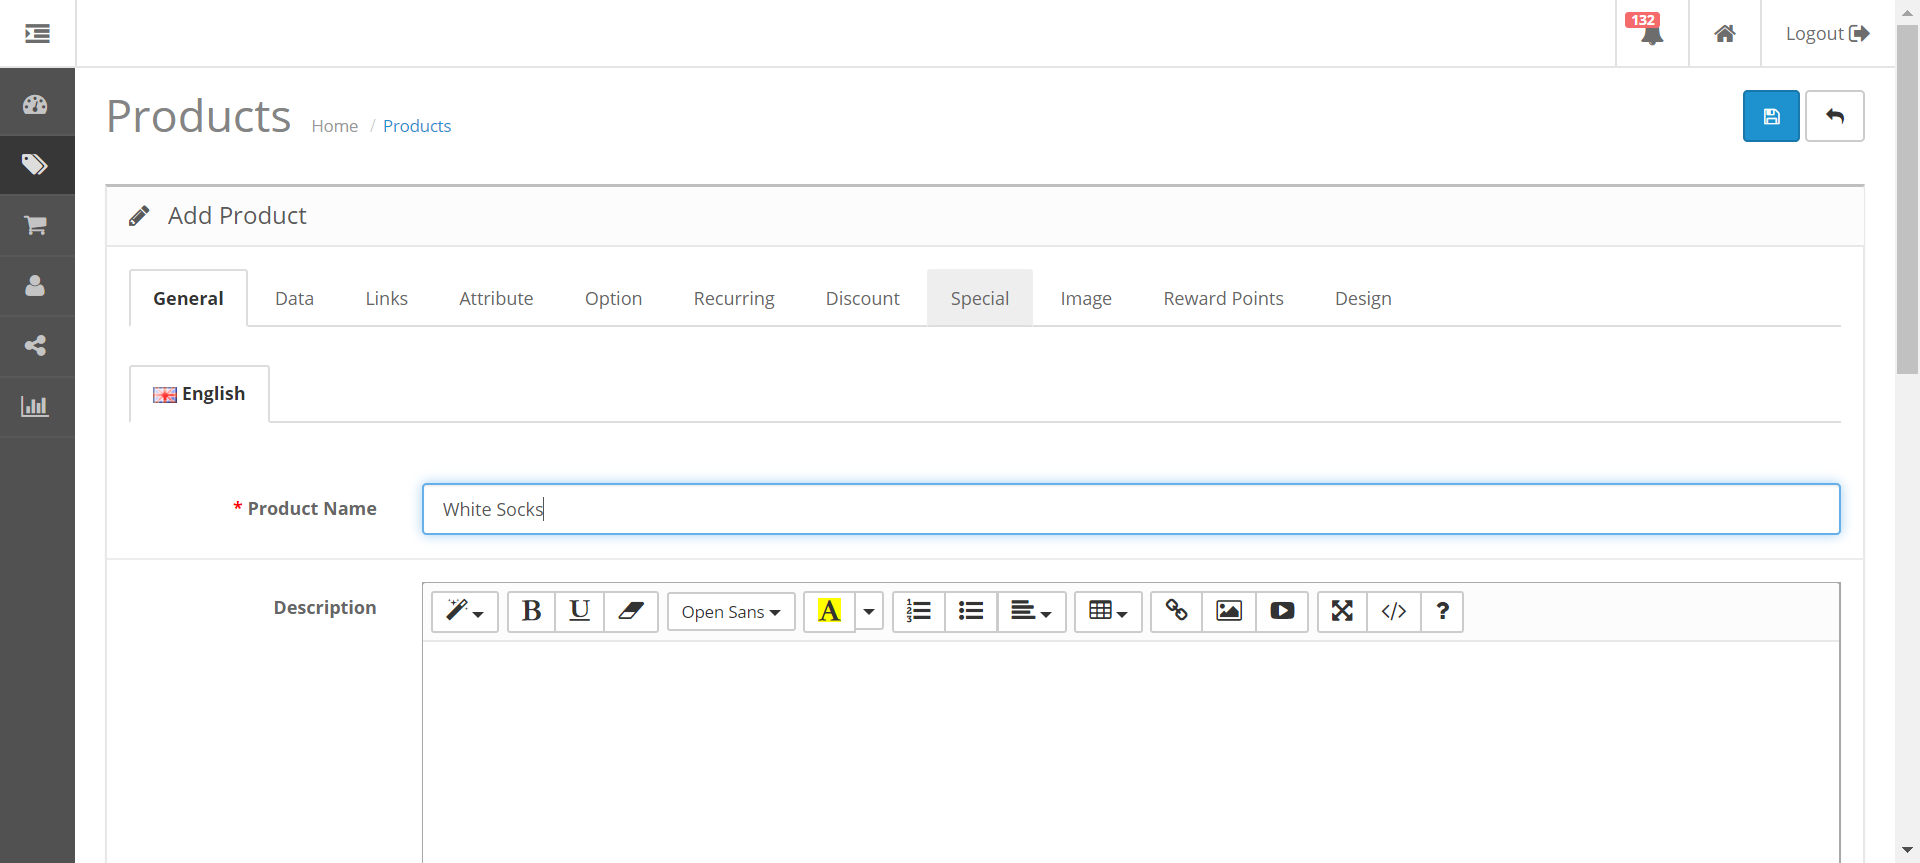 132
Logout
Products Home / Products
Add Product
General Data Links Attribute Option Recurring Discount Special Image Reward Points Design
English
* Product Name White Socks
Description B U Open Sans A </> ?